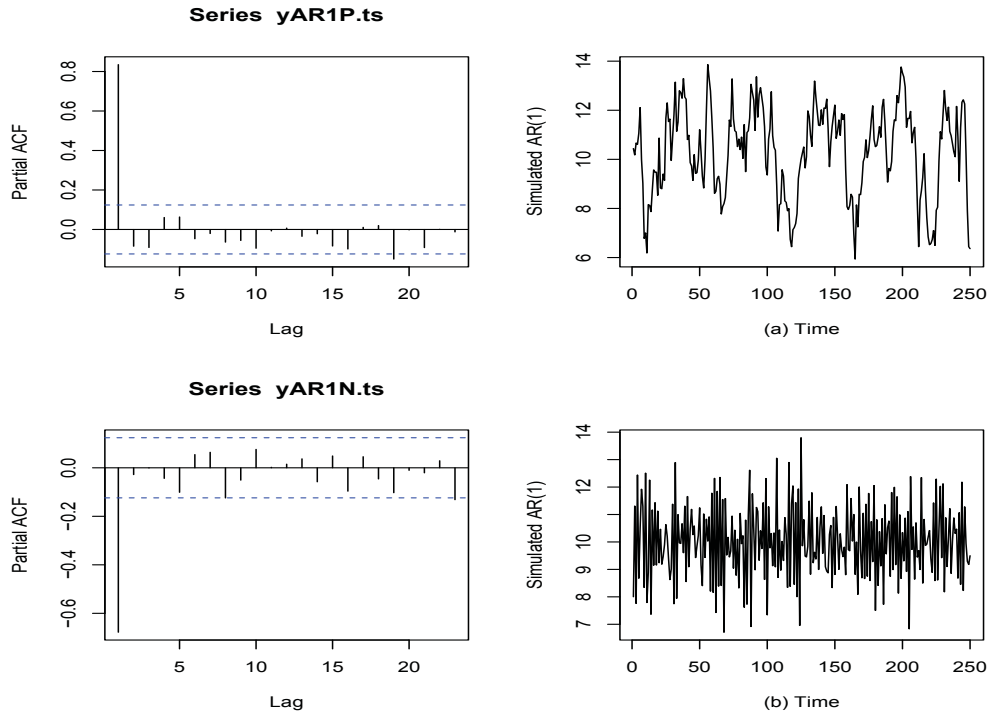 Series yAR1P.ts
Partial ACF
0.8
0.6
0.4
0.2
0.0
5 10 15 20
Lag
Simulated AR(1)
14
12
10
8
6
0 50 100 150 200 250
(a) Time
Series yAR1N.ts
Partial ACF
0.0
−0.2
−0.4
−0.6
5 10 15 20
Lag
Simulated AR(1)
14
12
11
10
9
8
7
0 50 100 150 200 250
(b) Time